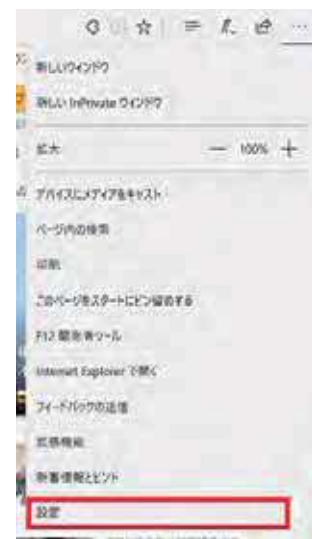 新しいウィンドウ
新しい InPrivate ウィンドウ
拡大 — 100% +
デバイスにメディアをキャスト
ページ内の検索
印刷
このページをスタートにピン留めする
F12 開発者ツール
Internet Explorer で開く
フィードバックの送信
拡張機能
新着情報とヒント
設定